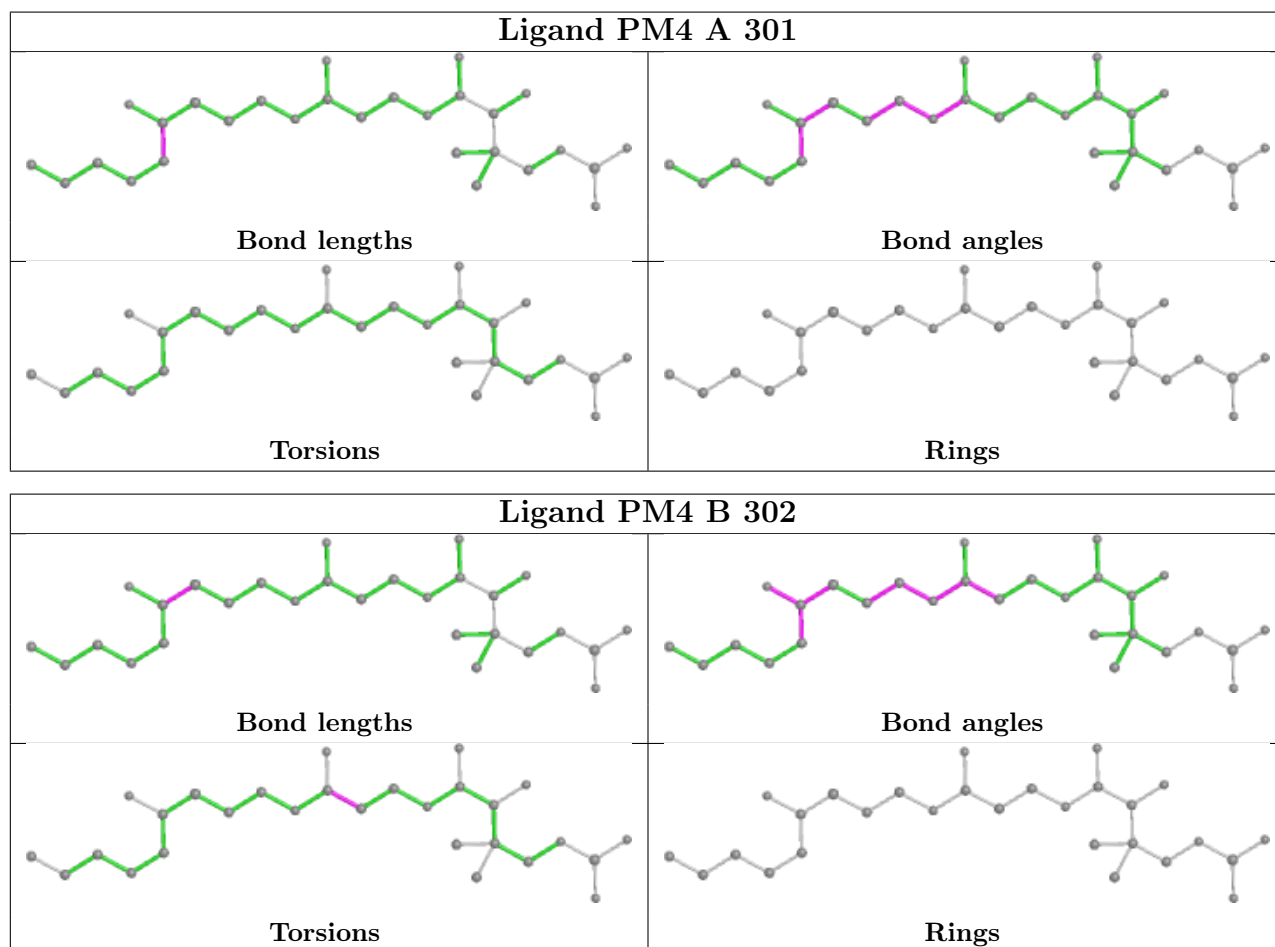 Ligand PM4 A 301
Bond lengths
Bond angles
Torsions
Rings
Ligand PM4 B 302
Bond lengths
Bond angles
Torsions
Rings